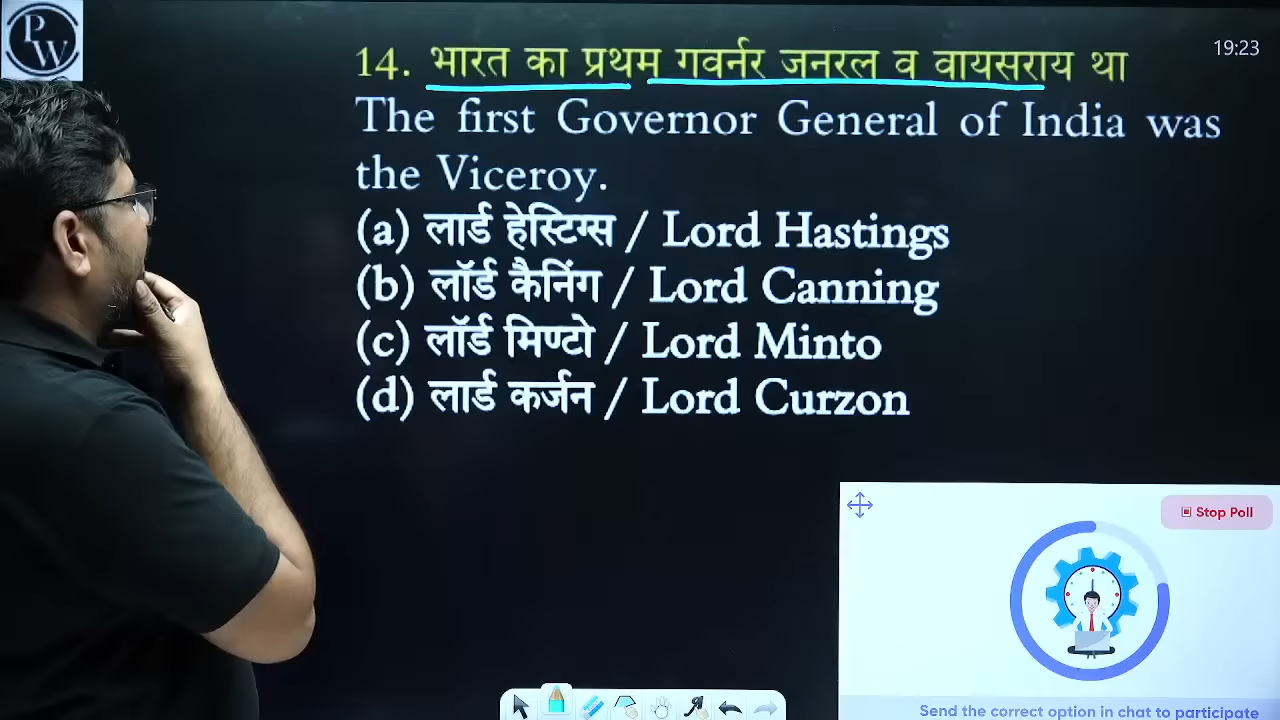 PW
19:23
14. भारत का प्रथम गवर्नर जनरल व वायसराय था
The first Governor General of India was
the Viceroy.
(a) लार्ड हेस्टिग्स / Lord Hastings
(b) लॉर्ड कैनिंग / Lord Canning
(c) लॉर्ड मिण्टो / Lord Minto
(d) लार्ड कर्जन / Lord Curzon
Stop Poll
Send the correct option in chat to participate